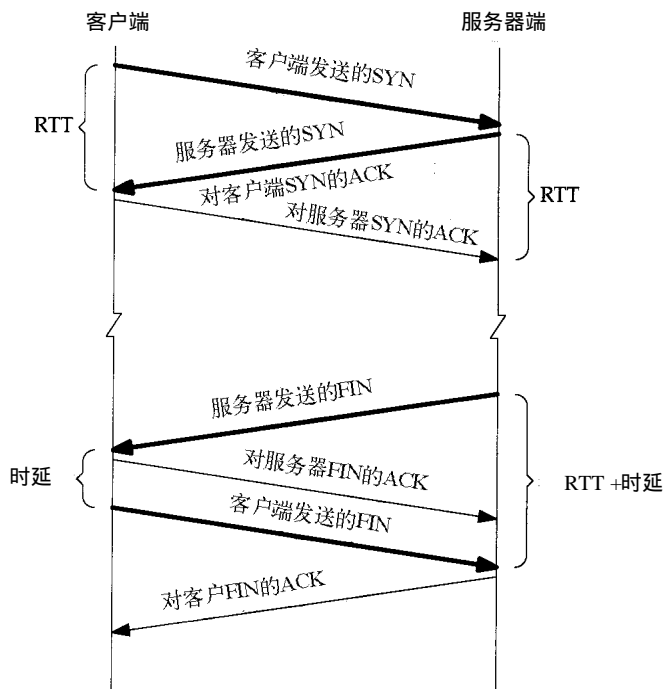 客户端
服务器端
客户端发送的SYN
RTT
服务器发送的SYN
对客户端SYN的ACK
RTT
对服务器SYN的ACK
服务器发送的FIN
对服务器FIN的ACK
时延
RTT +时延
客户端发送的FIN
对客户FIN的ACK